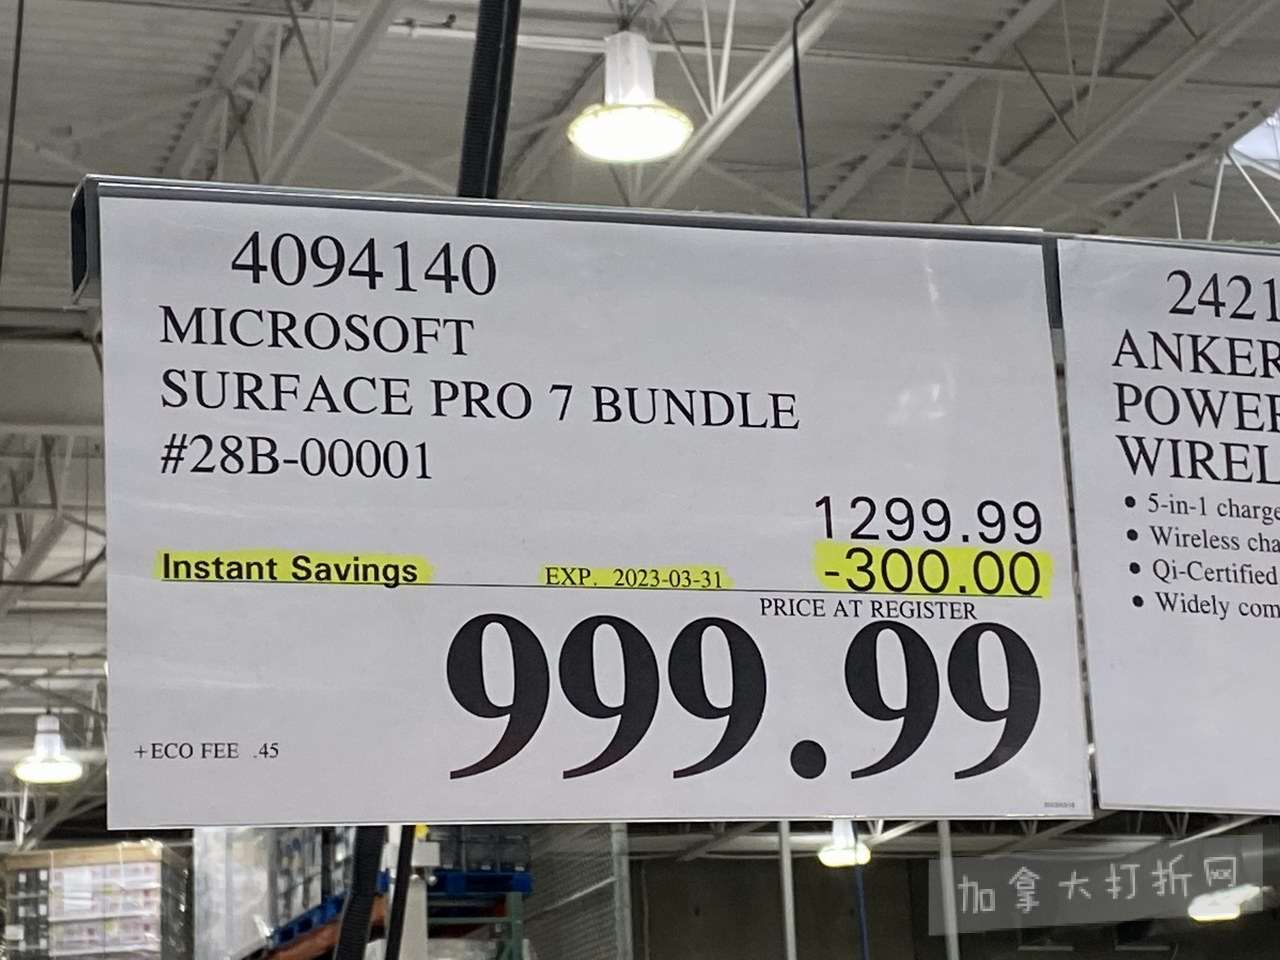 4094140
MICROSOFT
SURFACE PRO 7 BUNDLE
#28B-00001
1299.99
Instant Savings EXP. 2023-03-31 -300.00
PRICE AT REGISTER
999.99
+ECO FEE .45
2421
ANKER
POWE
WIREL
• 5-in-1 charge
• Wireless cha
• Qi-Certified
• Widely com
加拿大打折网